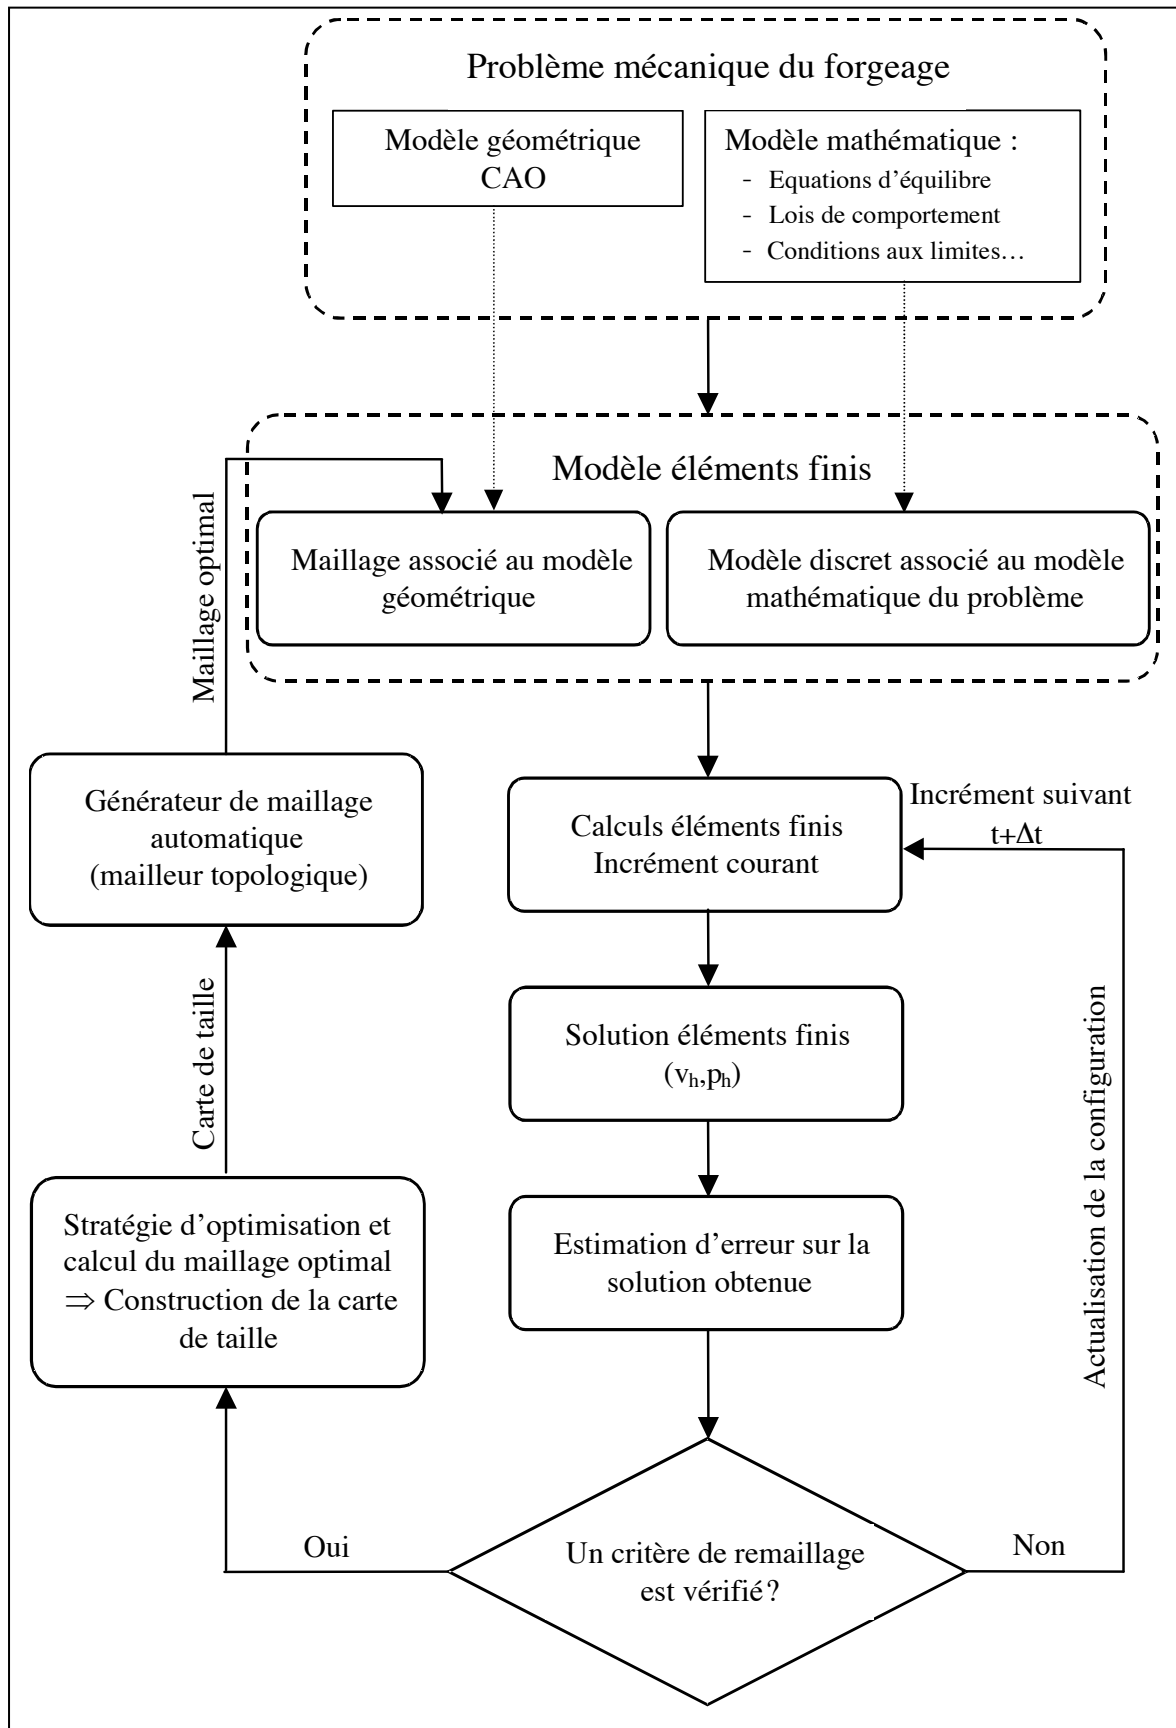 Problème mécanique du forgeage
Modèle géométrique
CAO
Modèle mathématique :
- Equations d’équilibre
- Lois de comportement
- Conditions aux limites…
Modèle éléments finis
Maillage associé au modèle
géométrique
Modèle discret associé au modèle
mathématique du problème
Maillage optimal
Générateur de maillage
automatique
(mailleur topologique)
Calculs éléments finis
Incrément courant
Incrément suivant
t+Δt
Carte de taille
Solution éléments finis
(vₕ,pₕ)
Actualisation de la configuration
Stratégie d’optimisation et
calcul du maillage optimal
⇒ Construction de la carte
de taille
Estimation d’erreur sur la
solution obtenue
Oui
Un critère de remaillage
est vérifié?
Non